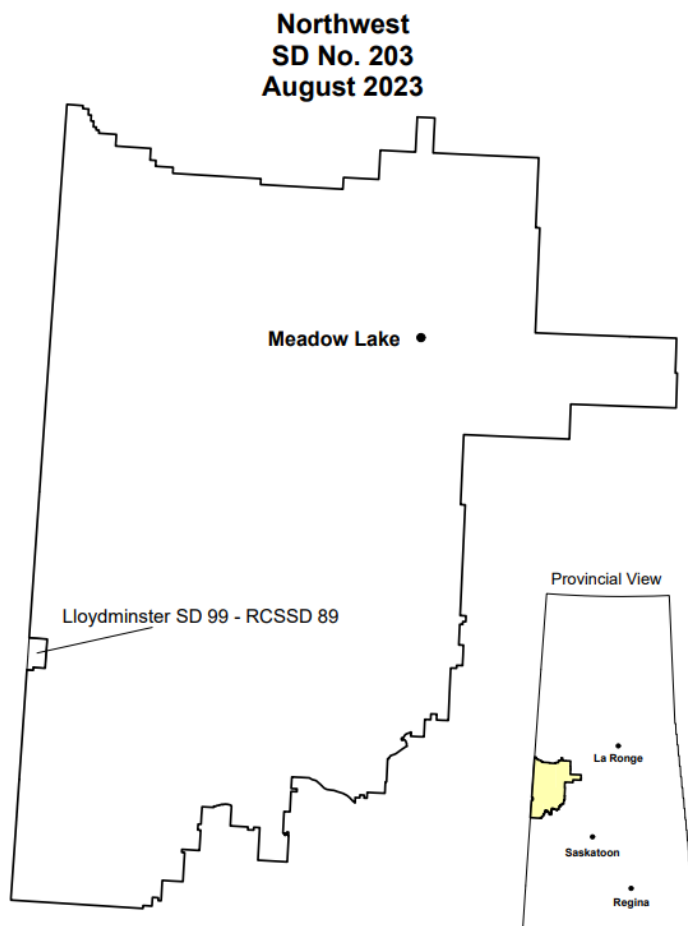 Northwest
SD No. 203
August 2023
Meadow Lake
Lloydminster SD 99 - RCSSD 89
Provincial View
La Ronge
Saskatoon
Regina